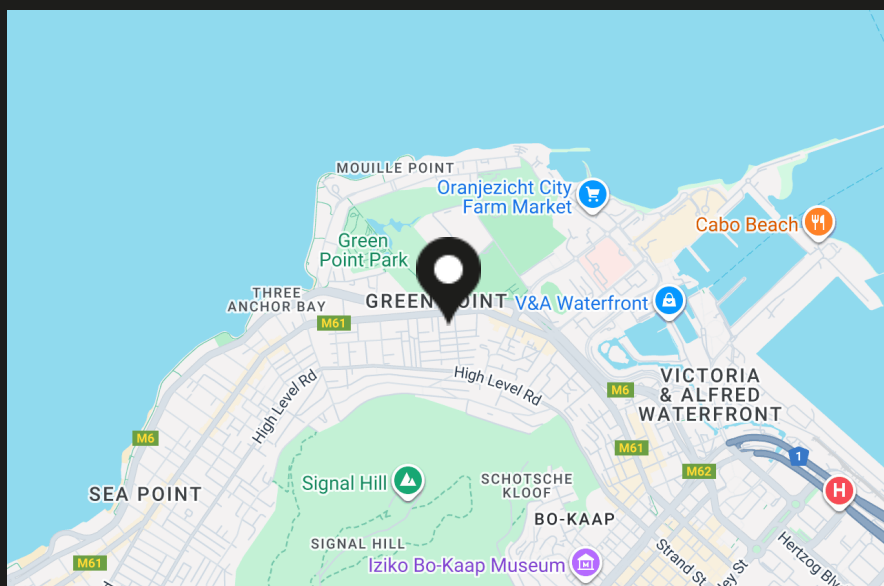 MOUILLE POINT
Oranjezicht City
Farm Market
Cabo Beach
Green
Point Park
THREE
ANCHOR BAY
GREEN POINT
V&A Waterfront
M61
High Level Rd
High Level Rd
M6
VICTORIA
& ALFRED
WATERFRONT
M6
M61
1
M62
H
Signal Hill
SCHOTSCHE
KLOOF
SEA POINT
BO-KAAP
SIGNAL HILL
M61
Iziko Bo-Kaap Museum
Strand St
ey St
Hertzog Blv